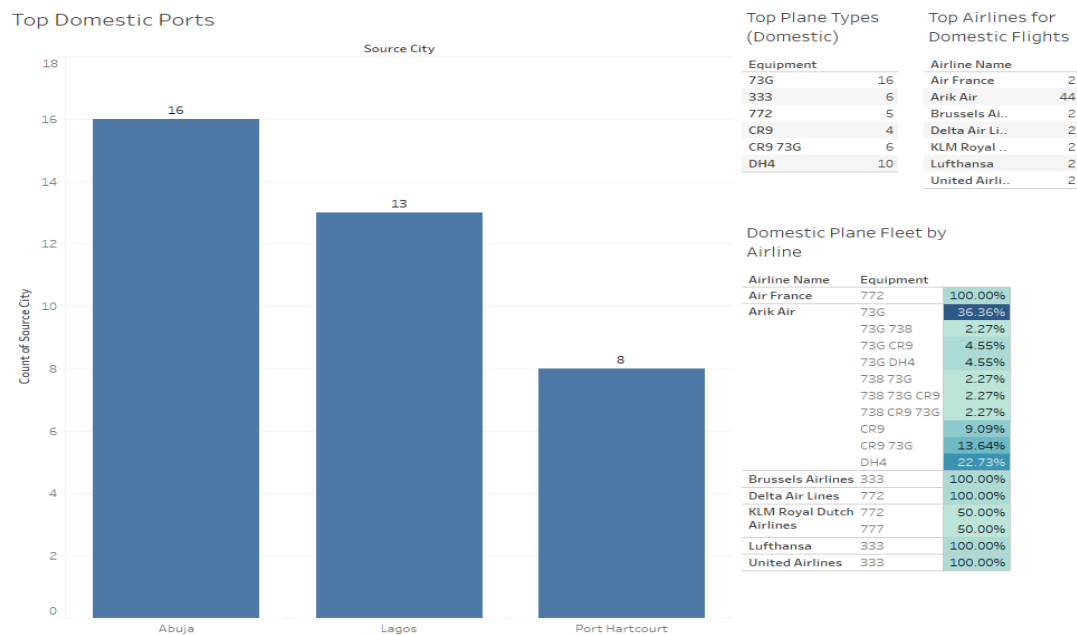 Top Domestic Ports
Source City
18
16
14
12
10
8
6
4
2
0
Count of Source City
16
13
8
Abuja
Lagos
Port Hartcourt
Top Plane Types
(Domestic)
Equipment
73G 16
333 6
772 5
CR9 4
CR9 73G 6
DH4 10
Top Airlines for
Domestic Flights
Airline Name
Air France 2
Arik Air 44
Brussels Ai.. 2
Delta Air Li.. 2
KLM Royal .. 2
Lufthansa 2
United Airli.. 2
Domestic Plane Fleet by
Airline
Airline Name Equipment
Air France 772 100.00%
Arik Air 73G 36.36%
73G 738 2.27%
73G CR9 4.55%
73G DH4 4.55%
738 73G 2.27%
738 73G CR9 2.27%
738 CR9 73G 2.27%
CR9 9.09%
CR9 73G 13.64%
DH4 22.73%
Brussels Airlines 333 100.00%
Delta Air Lines 772 100.00%
KLM Royal Dutch 772 50.00%
Airlines 777 50.00%
Lufthansa 333 100.00%
United Airlines 333 100.00%